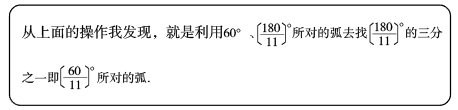 从上面的操作我发现，就是利用60°、(180/11)°所对的弧去找(180/11)°的三分
之一即(60/11)°所对的弧.